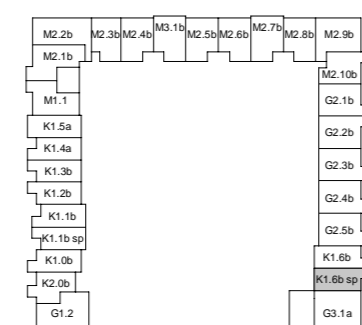 M2.2b
M2.3b
M2.4b
M3.1b
M2.5b
M2.6b
M2.7b
M2.8b
M2.9b
M2.1b
M2.10b
M1.1
G2.1b
K1.5a
G2.2b
K1.4a
K1.3b
G2.3b
K1.2b
G2.4b
K1.1b
G2.5b
K1.1b sp
K1.0b
K1.6b
K2.0b
K1.6b sp
G1.2
G3.1a